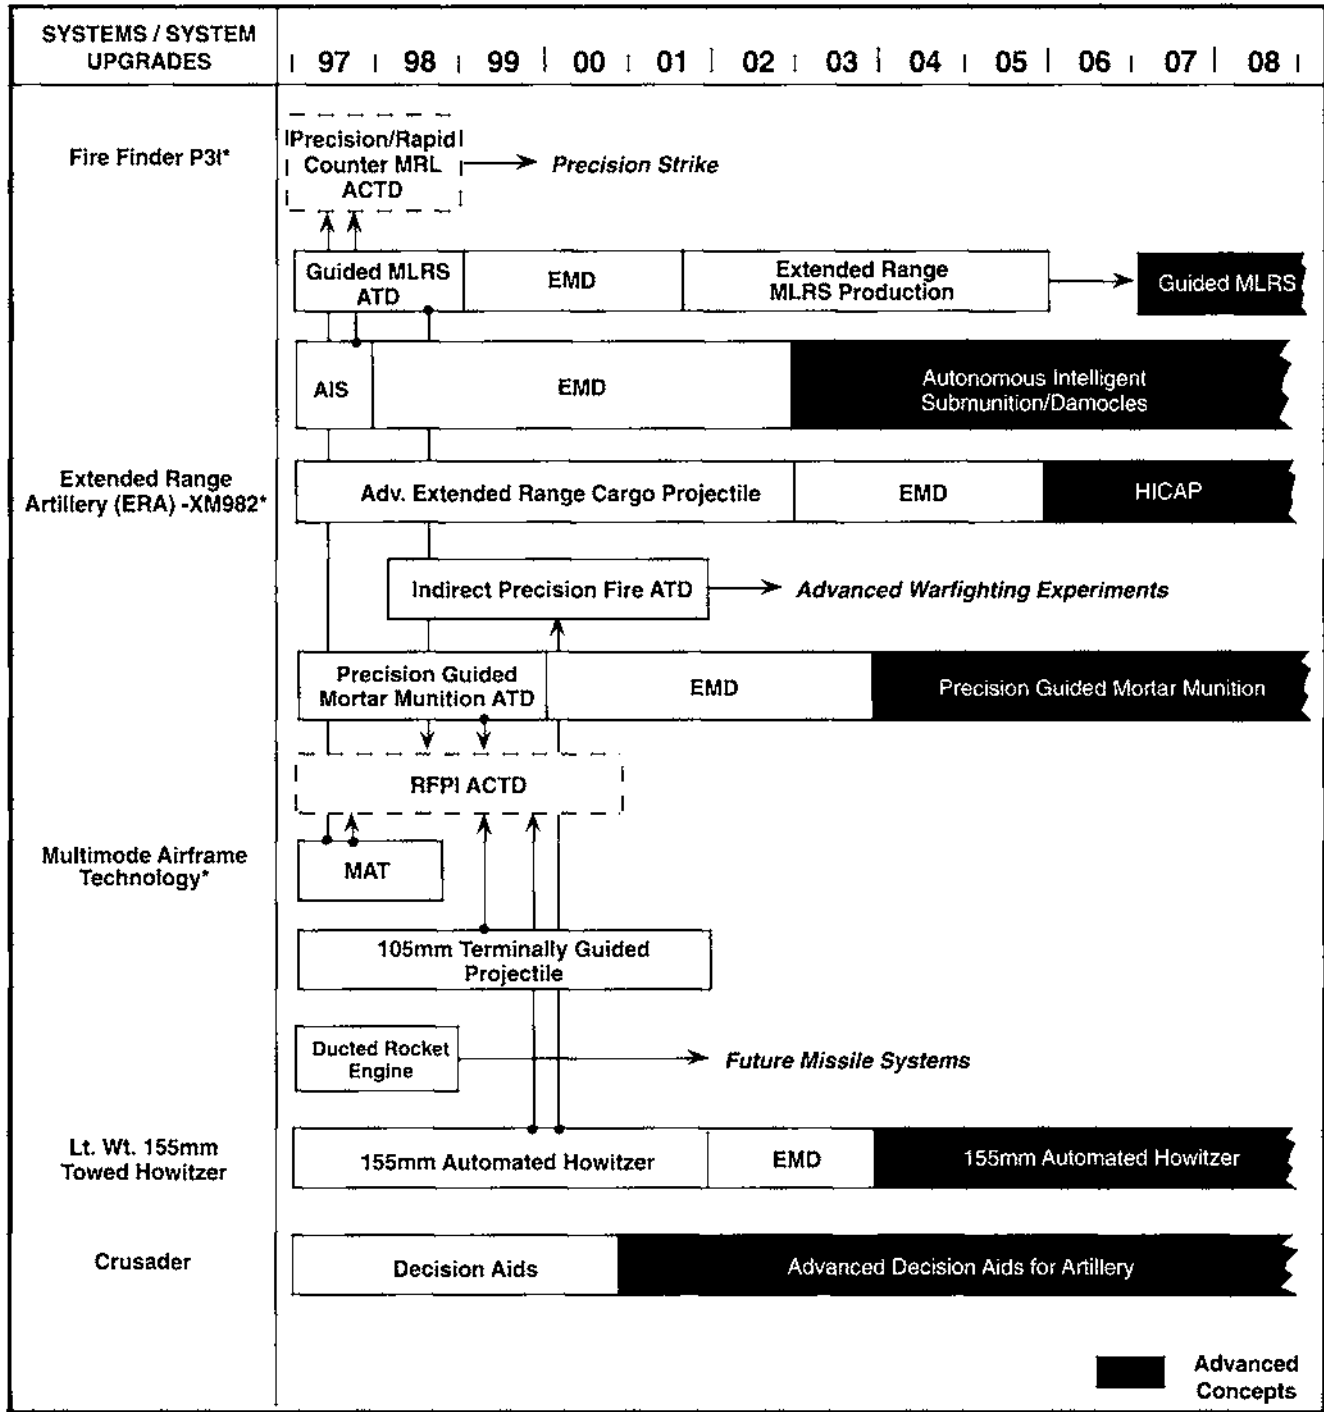 SYSTEMS / SYSTEM
UPGRADES
97 98 99 00 01 02 03 04 05 06 07 08
Fire Finder P3I*
Precision/Rapid
Counter MRL
ACTD
Precision Strike
Guided MLRS
ATD
EMD
Extended Range
MLRS Production
Guided MLRS
AIS
EMD
Autonomous Intelligent
Submunition/Damocles
Extended Range
Artillery (ERA) -XM982*
Adv. Extended Range Cargo Projectile
EMD
HICAP
Indirect Precision Fire ATD
Advanced Warfighting Experiments
Precision Guided
Mortar Munition ATD
EMD
Precision Guided Mortar Munition
RFPI ACTD
Multimode Airframe
Technology*
MAT
105mm Terminally Guided
Projectile
Ducted Rocket
Engine
Future Missile Systems
Lt. Wt. 155mm
Towed Howitzer
155mm Automated Howitzer
EMD
155mm Automated Howitzer
Crusader
Decision Aids
Advanced Decision Aids for Artillery
Advanced
Concepts